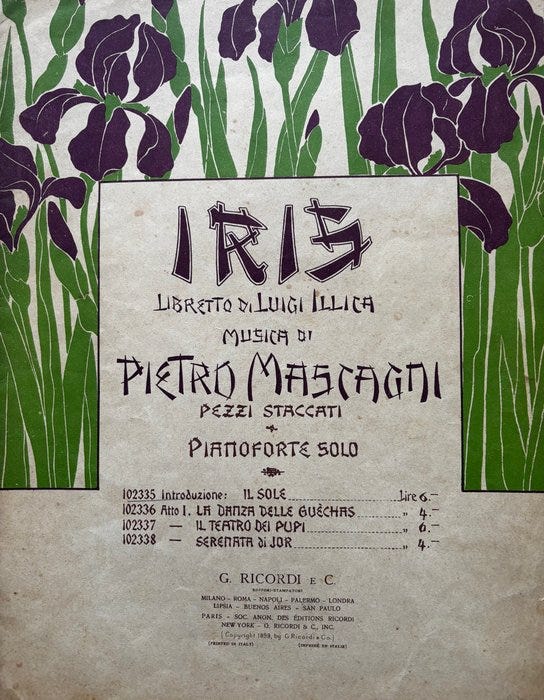 IRIS
LIBRETTO DI LUIGI ILLICA
MUSICA DI
PIETRO MASCAGNI
PEZZI STACCATI
PIANOFORTE SOLO
102335 Introduzione: IL SOLE Lire 6.—
102336 Atto I. LA DANZA DELLE GUÈCHAS „ 4.—
102337 — IL TEATRO DEI PUPI „ 6.—
102338 — SERENATA di JOR „ 4.—
G. RICORDI E C.
EDITORI-STAMPATORI
MILANO - ROMA - NAPOLI - PALERMO - LONDRA
LIPSIA - BUENOS AIRES - SAN PAULO
PARIS - SOC. ANON. DES ÉDITIONS RICORDI
NEW YORK - G. RICORDI & C., INC.
(Copyright 1898, by G. Ricordi & Co.)
(PRINTED IN ITALY) (IMPRIMÉ EN ITALIE)